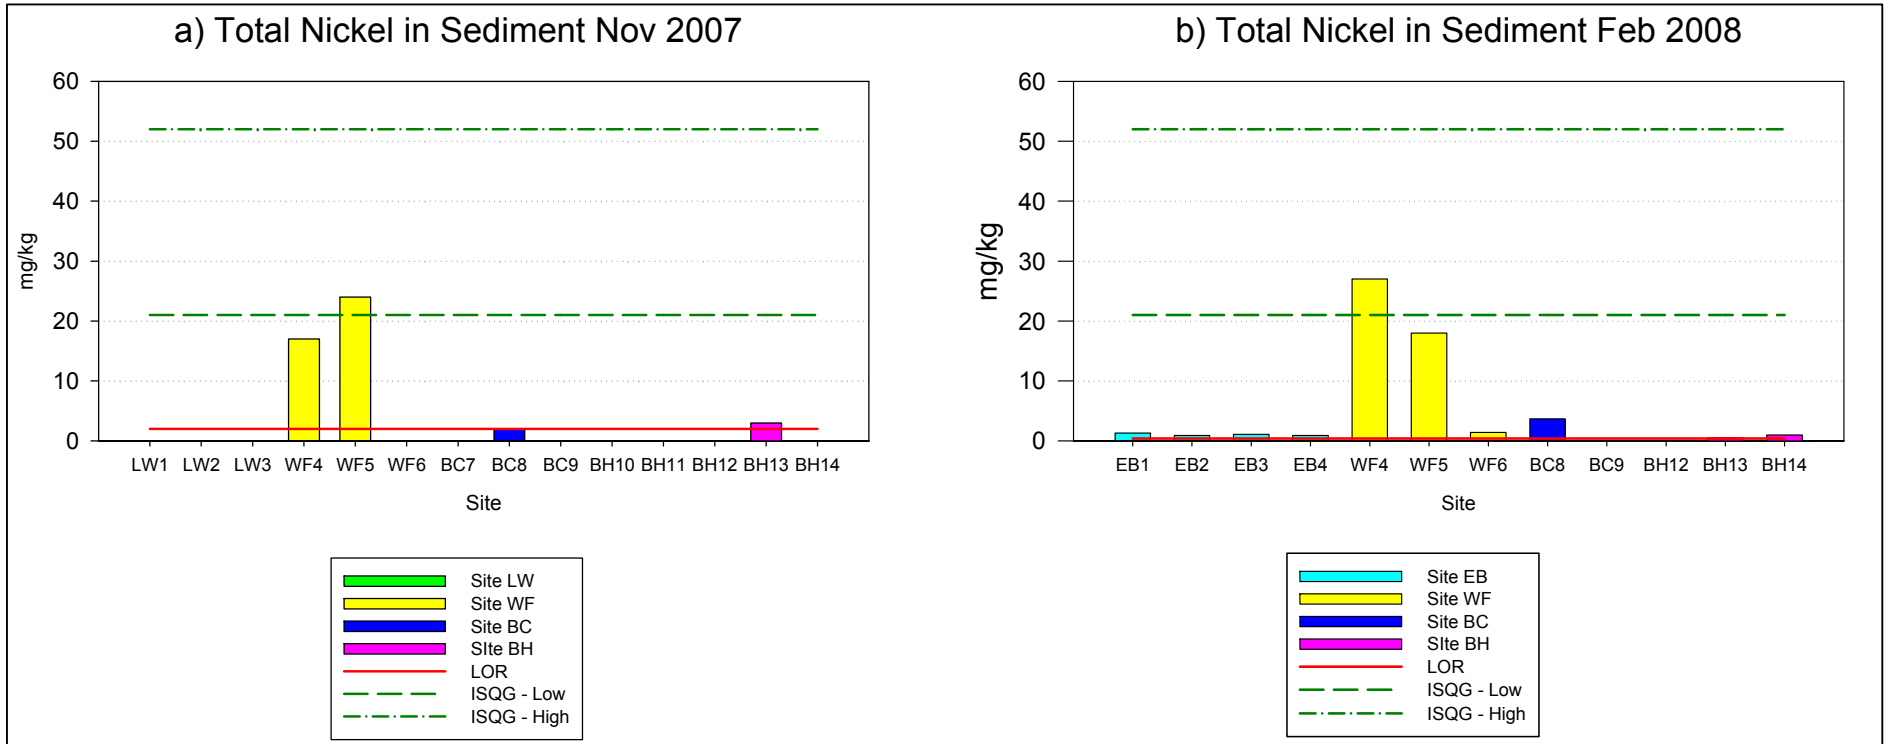 a) Total Nickel in Sediment Nov 2007
60
50
40
30
20
10
0
mg/kg
LW1 LW2 LW3 WF4 WF5 WF6 BC7 BC8 BC9 BH10 BH11 BH12 BH13 BH14
Site
Site LW
Site WF
Site BC
SIte BH
LOR
ISQG - Low
ISQG - High
b) Total Nickel in Sediment Feb 2008
60
50
40
30
20
10
0
mg/kg
EB1 EB2 EB3 EB4 WF4 WF5 WF6 BC8 BC9 BH12 BH13 BH14
Site
Site EB
Site WF
Site BC
SIte BH
LOR
ISQG - Low
ISQG - High